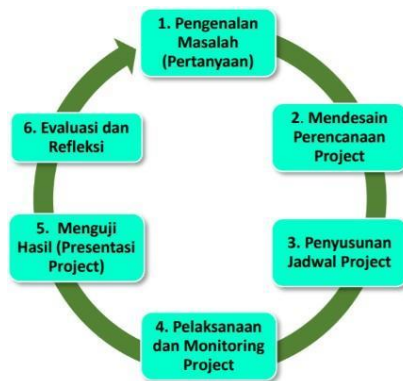 1. Pengenalan
Masalah
(Pertanyaan)
2. Mendesain
Perencanaan
Project
3. Penyusunan
Jadwal Project
4. Pelaksanaan
dan Monitoring
Project
5. Menguji
Hasil (Presentasi
Project)
6. Evaluasi dan
Refleksi